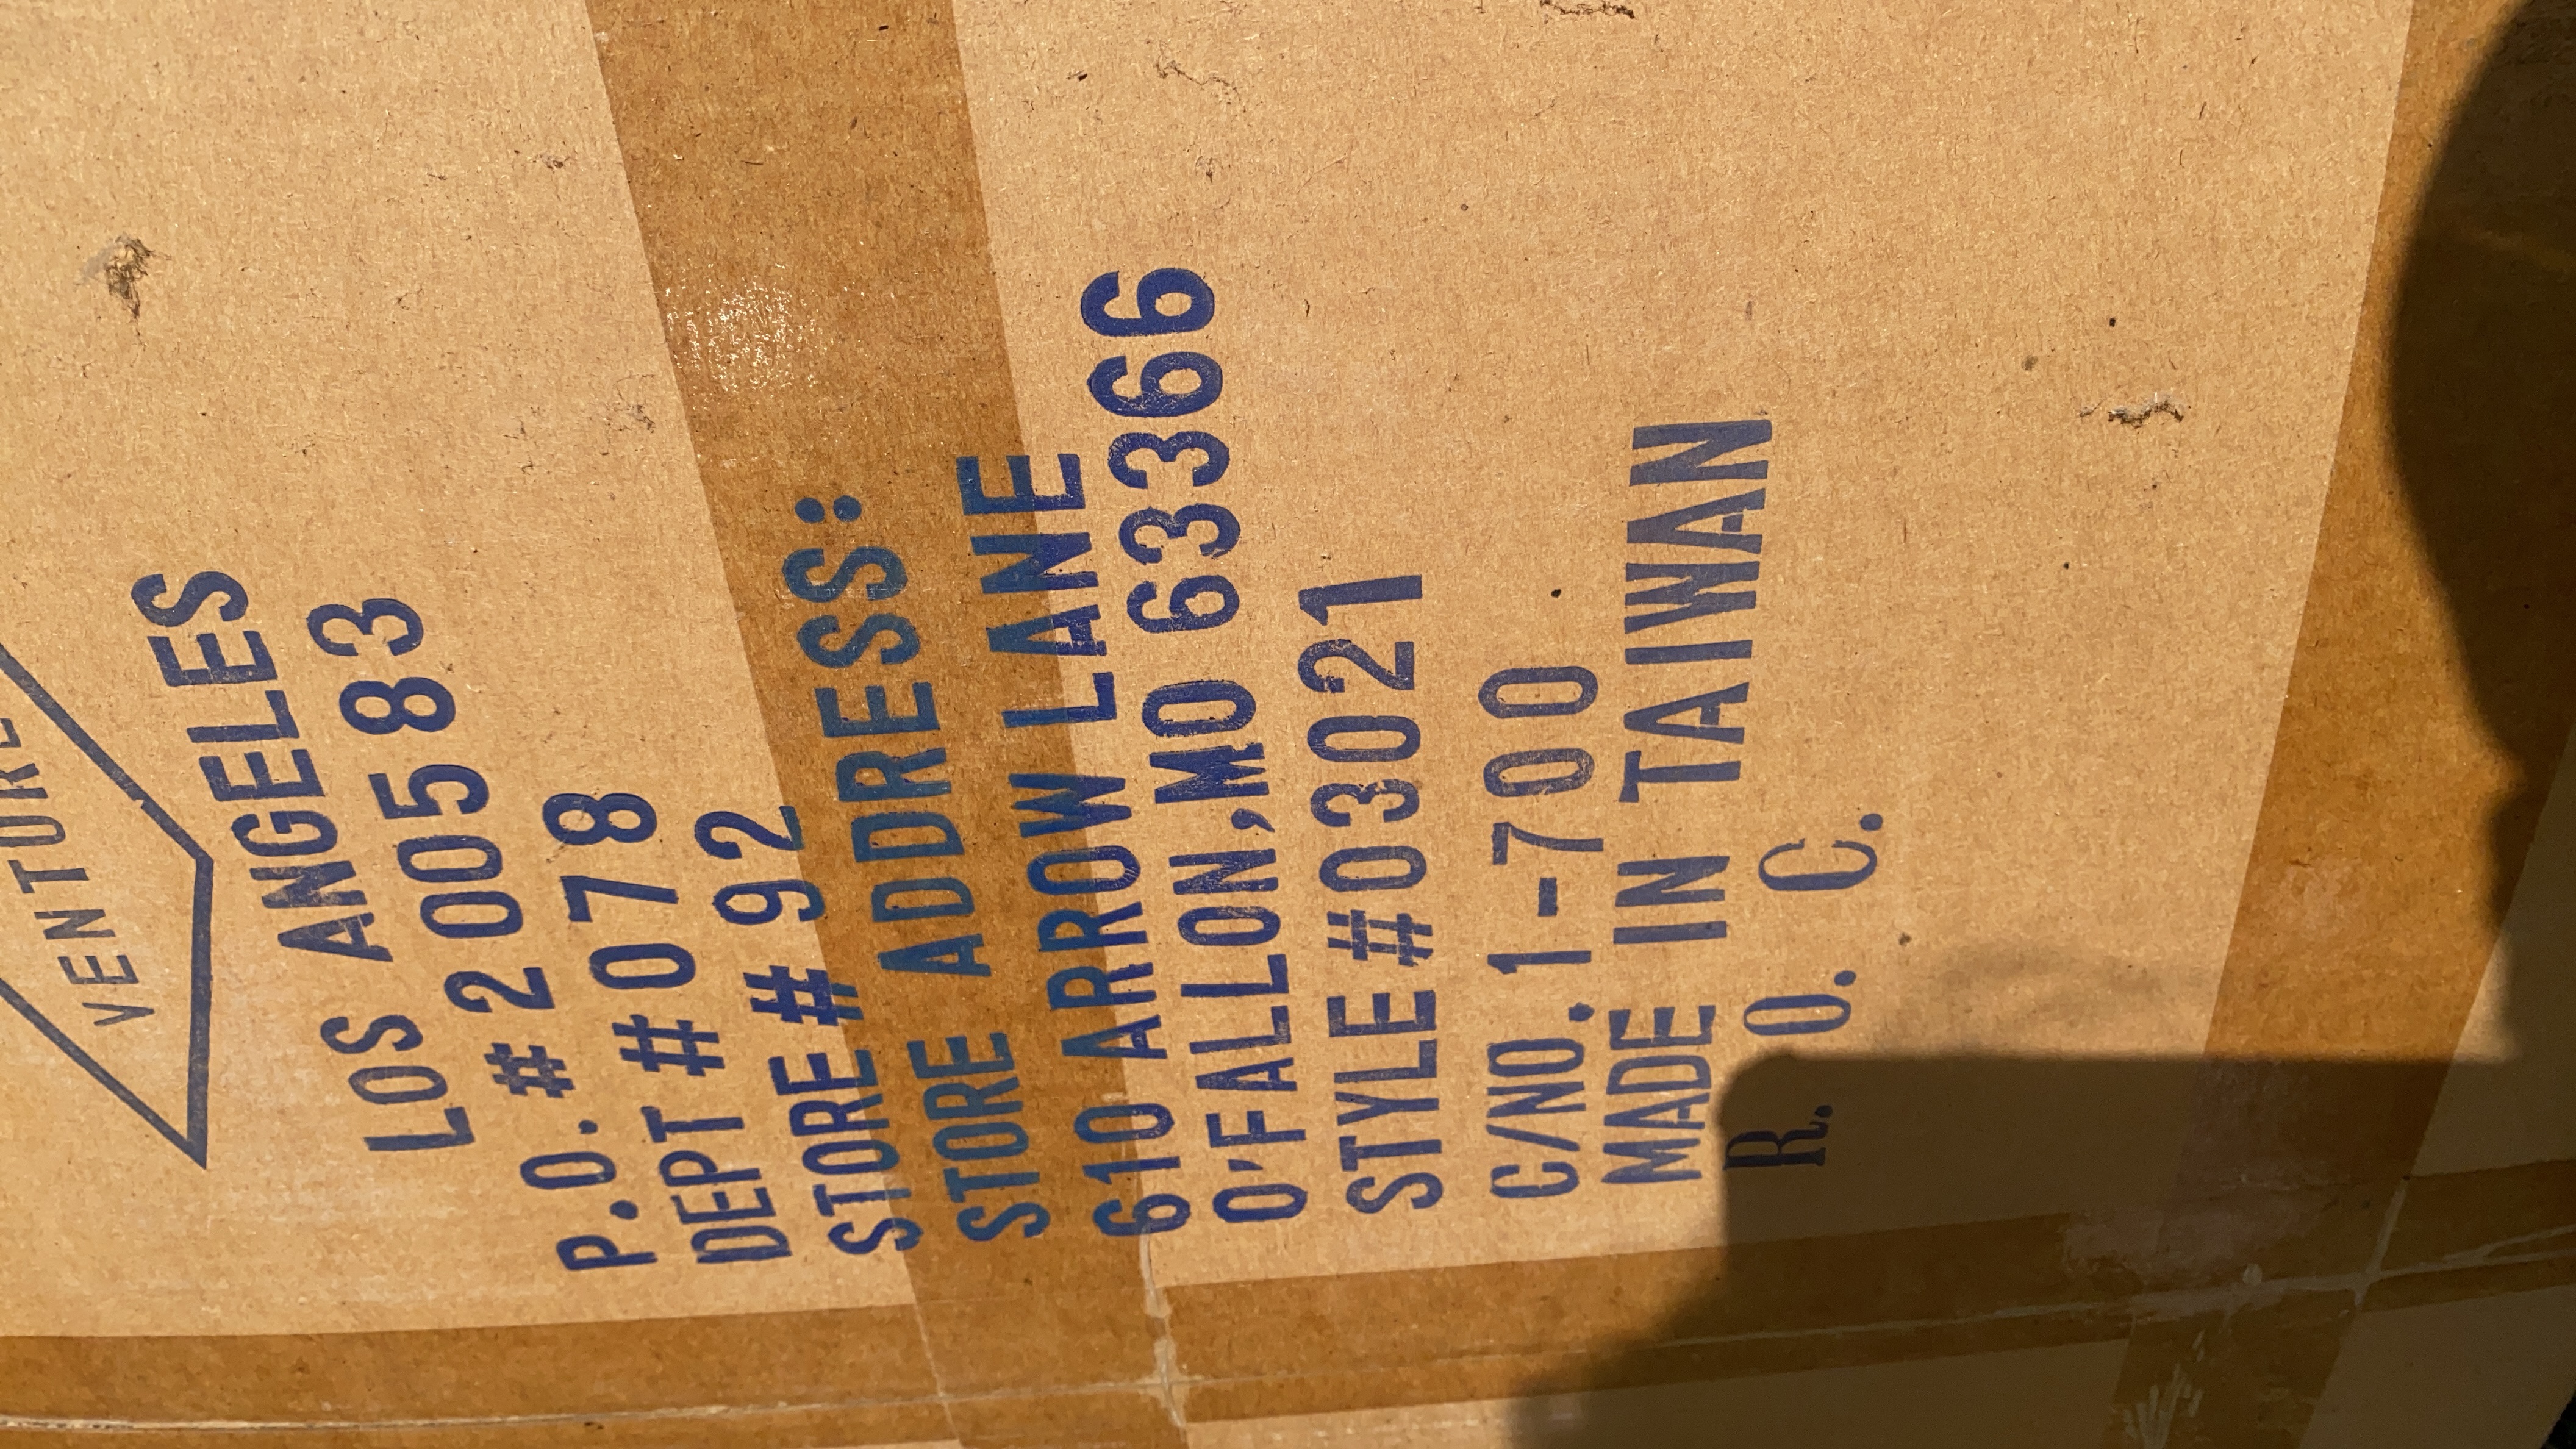 LOS ANGELES
P.O. # 200583
DEPT # 078
STORE # 92
STORE ADDRESS:
610 ARROW LANE
O'FALLON, MO 63366
STYLE #03021
C/NO. 1-700
MADE IN TAIWAN
R. O. C.